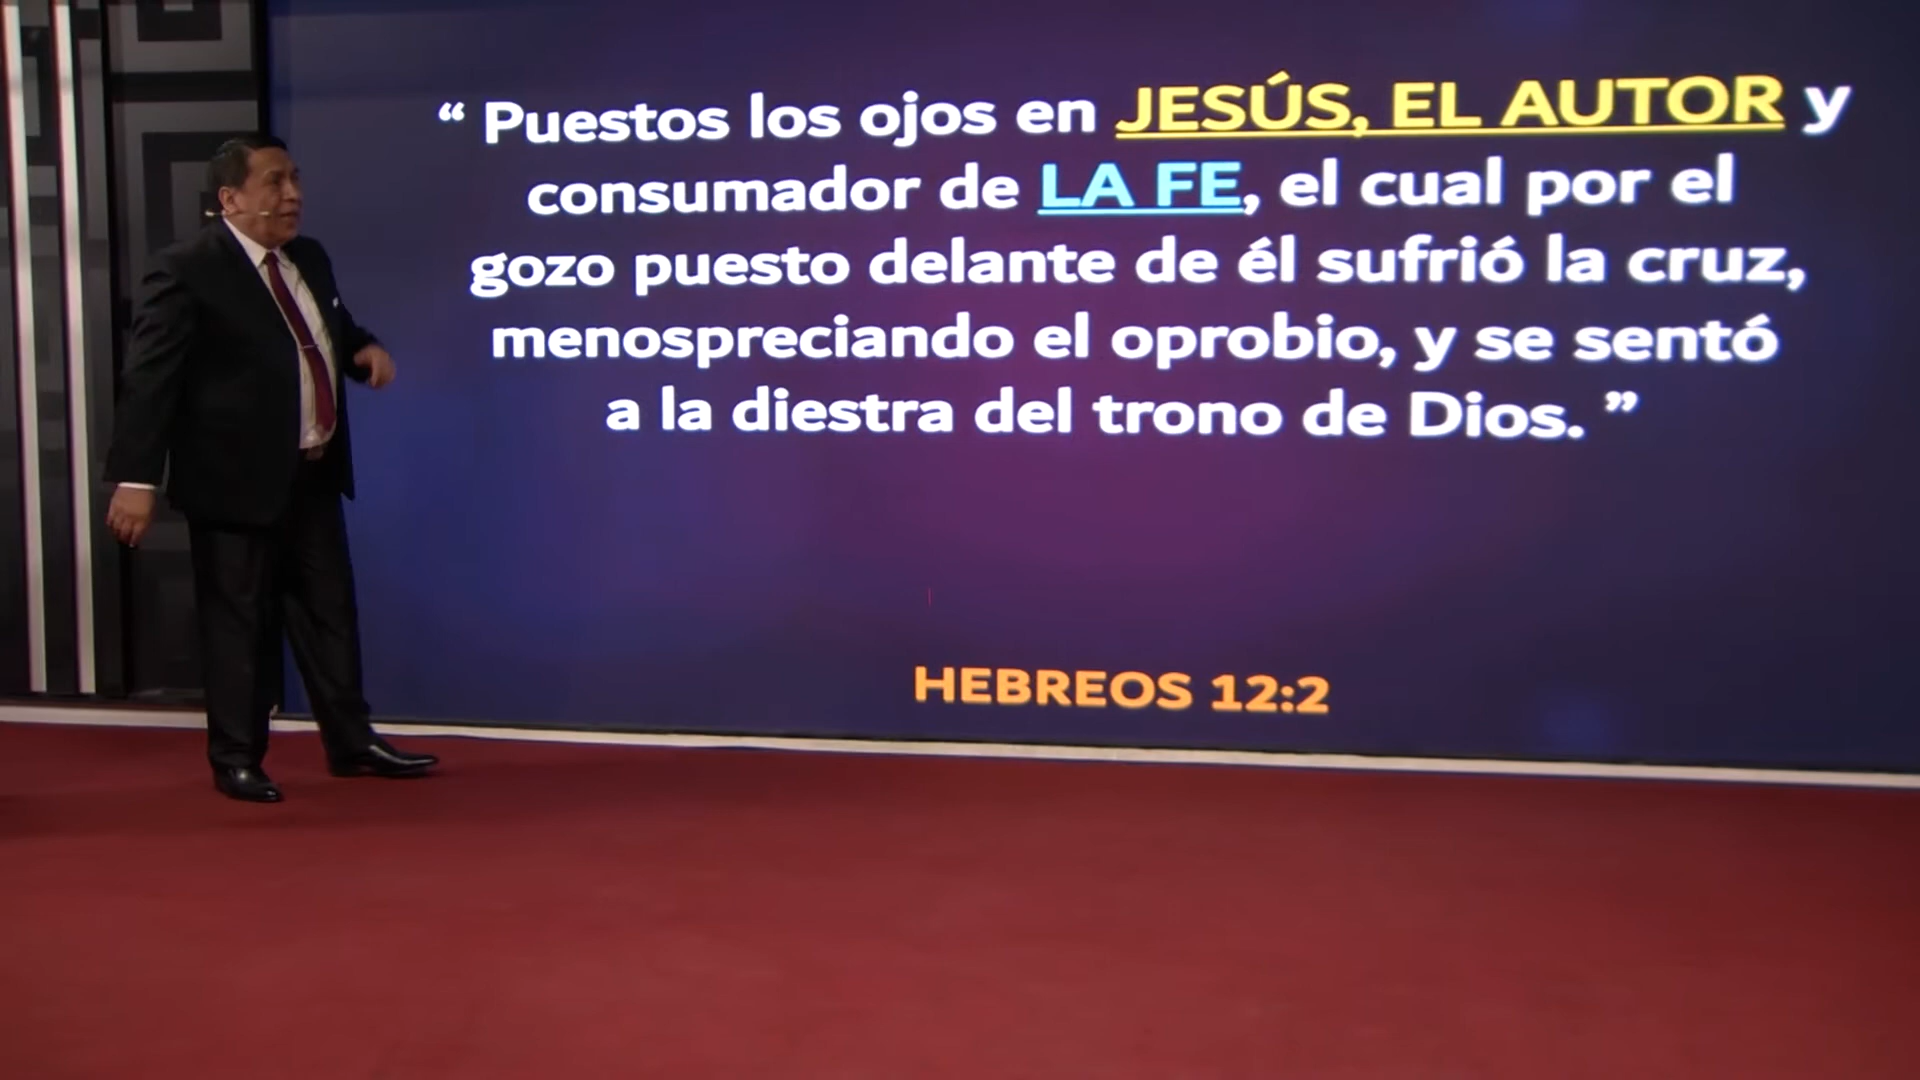 “ Puestos los ojos en JESÚS, EL AUTOR y
consumador de LA FE, el cual por el
gozo puesto delante de él sufrió la cruz,
menospreciando el oprobio, y se sentó
a la diestra del trono de Dios. ”
HEBREOS 12:2